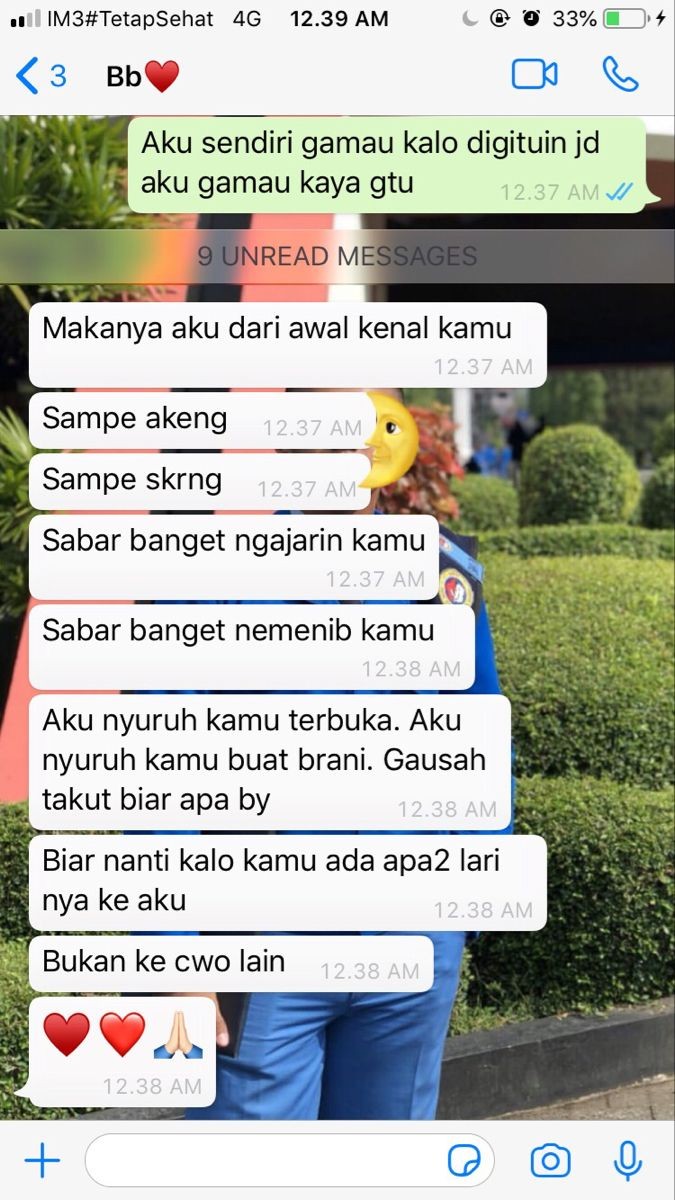 IM3#TetapSehat 4G 12.39 AM 33%
3 Bb♥️
Aku sendiri gamau kalo digituin jd
aku gamau kaya gtu 12.37 AM
9 UNREAD MESSAGES
Makanya aku dari awal kenal kamu
12.37 AM
Sampe akeng 12.37 AM
Sampe skrng 12.37 AM
Sabar banget ngajarin kamu
12.37 AM
Sabar banget nemenib kamu
12.38 AM
Aku nyuruh kamu terbuka. Aku
nyuruh kamu buat brani. Gausah
takut biar apa by 12.38 AM
Biar nanti kalo kamu ada apa2 lari
nya ke aku 12.38 AM
Bukan ke cwo lain 12.38 AM
♥️ ❤️ 🙏🏻
12.38 AM